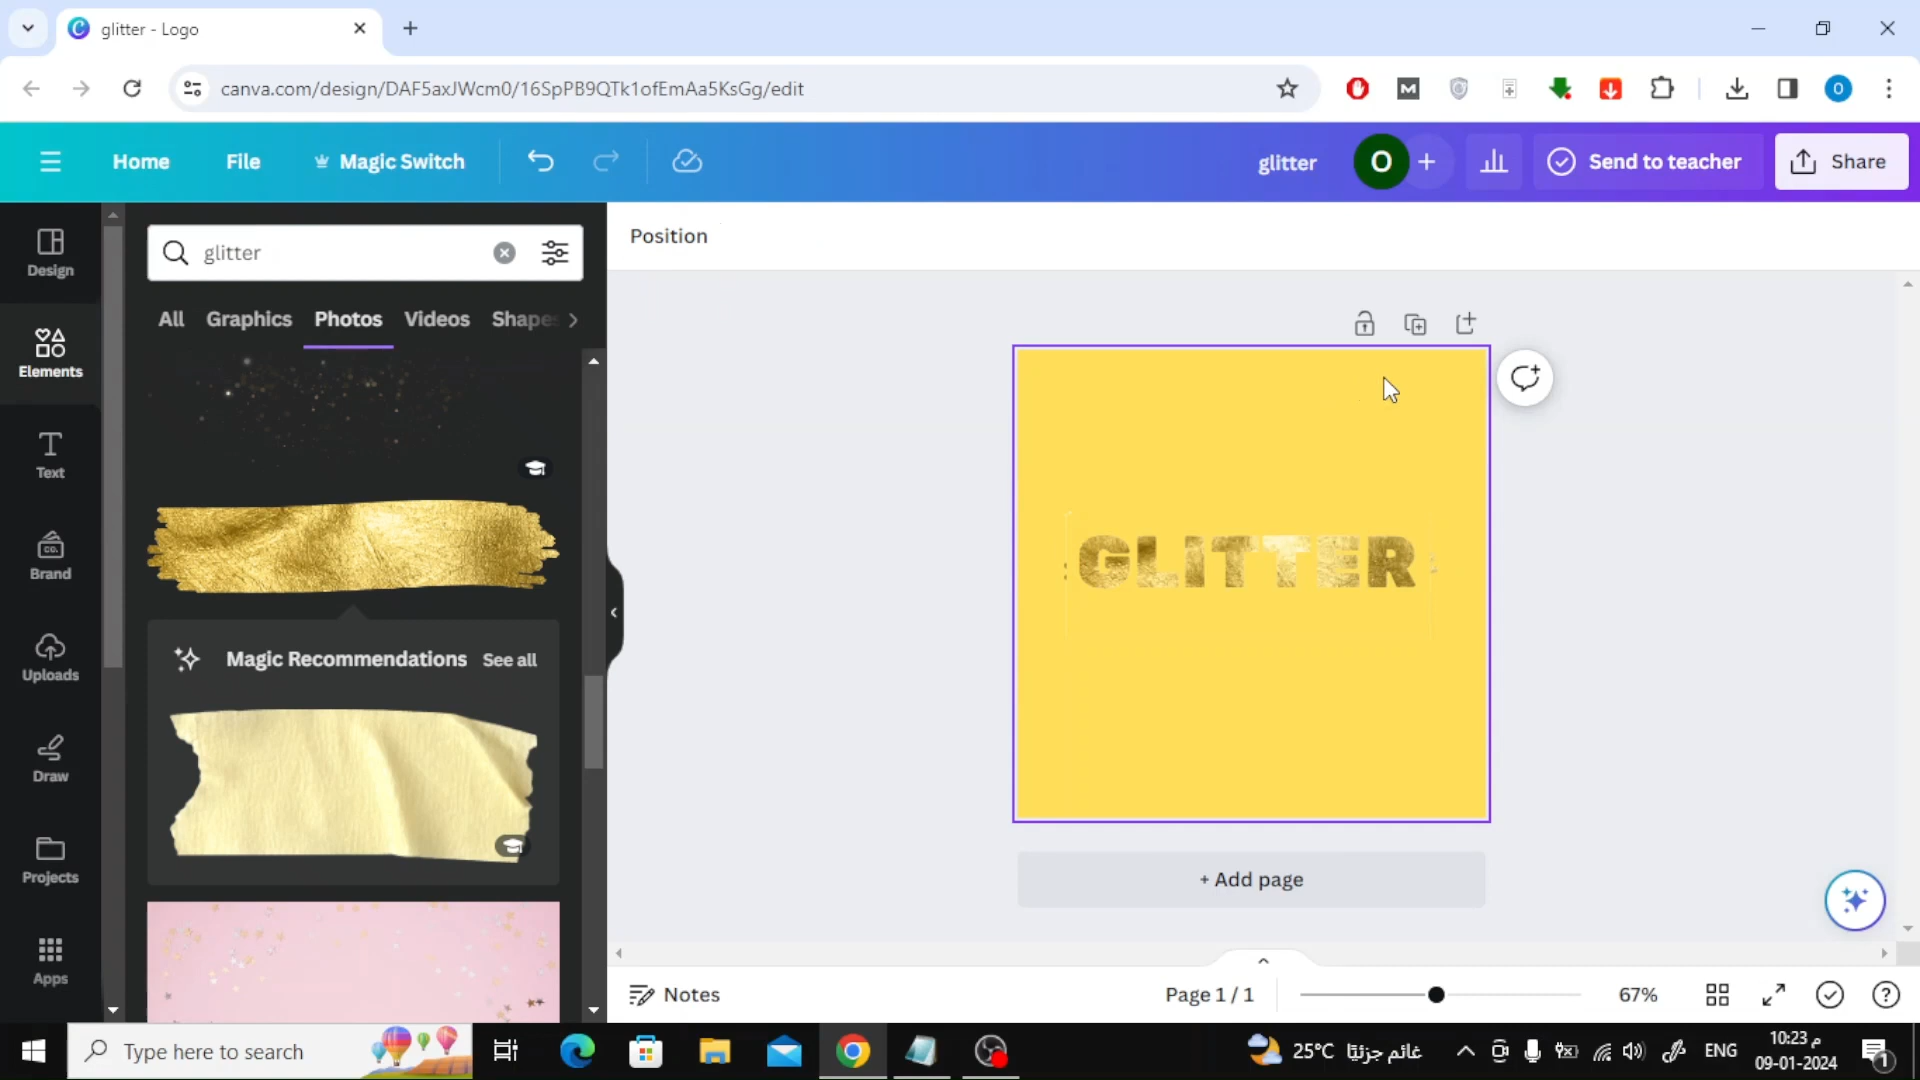 glitter - Logo
canva.com/design/DAF5axJWcm0/16SpPB9QTk1ofEmAa5KsGg/edit
Home
File
Magic Switch
glitter
O
Send to teacher
Share
Design
Elements
Text
Brand
Uploads
Draw
Projects
Apps
glitter
All
Graphics
Photos
Videos
Shapes
Magic Recommendations
See all
Position
GLITTER
+ Add page
Notes
Page 1 / 1
67%
Type here to search
25°C
غائم جزئيًا
ENG
10:23 م
09-01-2024
1